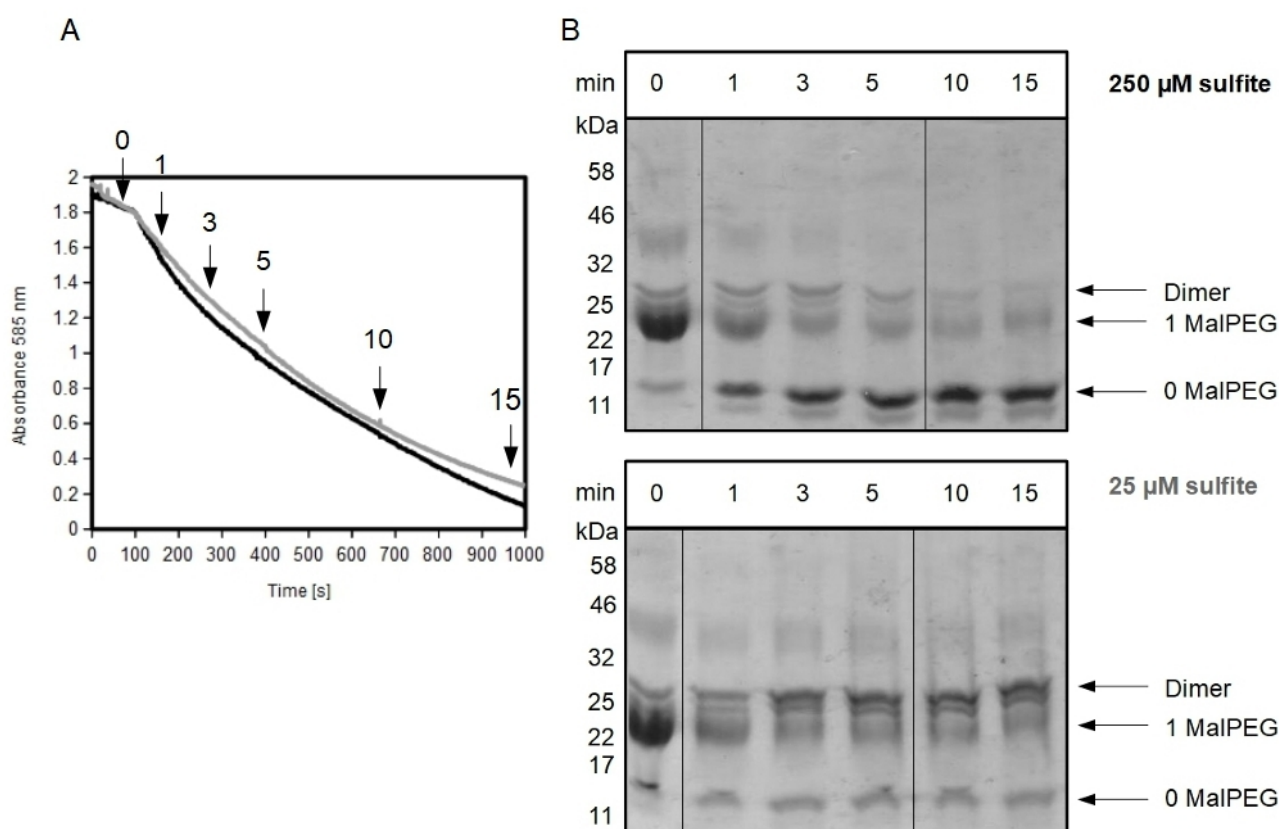 A
0
1
3
5
10
15
2
1.8
1.6
1.4
1.2
1
0.8
0.6
0.4
0.2
0
0 100 200 300 400 500 600 700 800 900 1000
Absorbance 585 nm
Time [s]
B
min 0 1 3 5 10 15 250 µM sulfite
kDa
58
46
32
25
22
17
11
Dimer
1 MalPEG
0 MalPEG
min 0 1 3 5 10 15 25 µM sulfite
kDa
58
46
32
25
22
17
11
Dimer
1 MalPEG
0 MalPEG